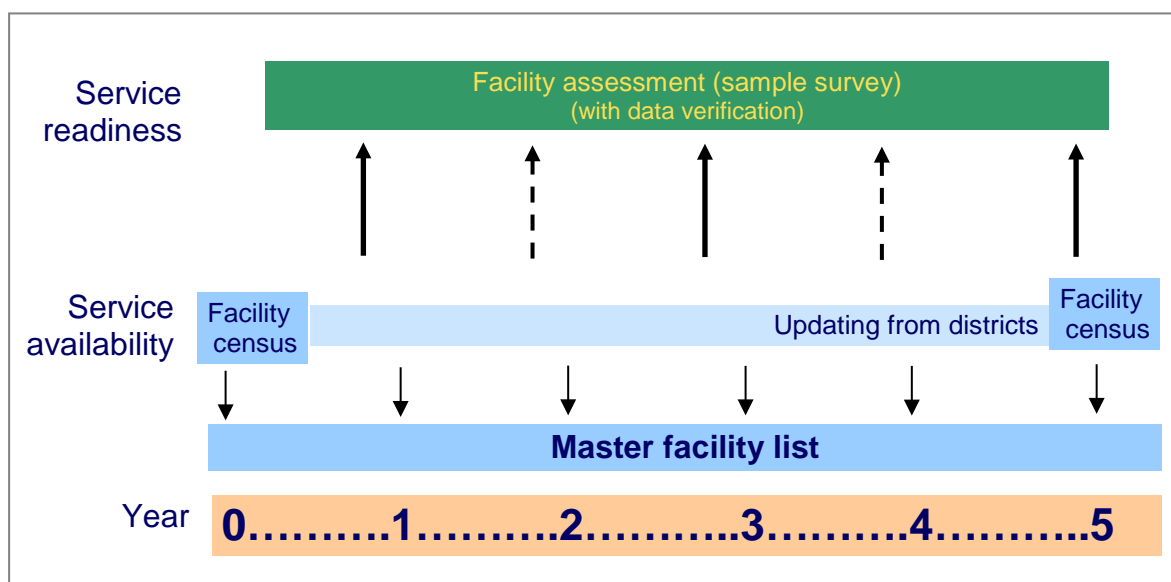 Service
readiness
Facility assessment (sample survey)
(with data verification)
Service
availability
Facility
census
Updating from districts
Facility
census
Master facility list
Year
0……….1………..2………...3………..4………...5